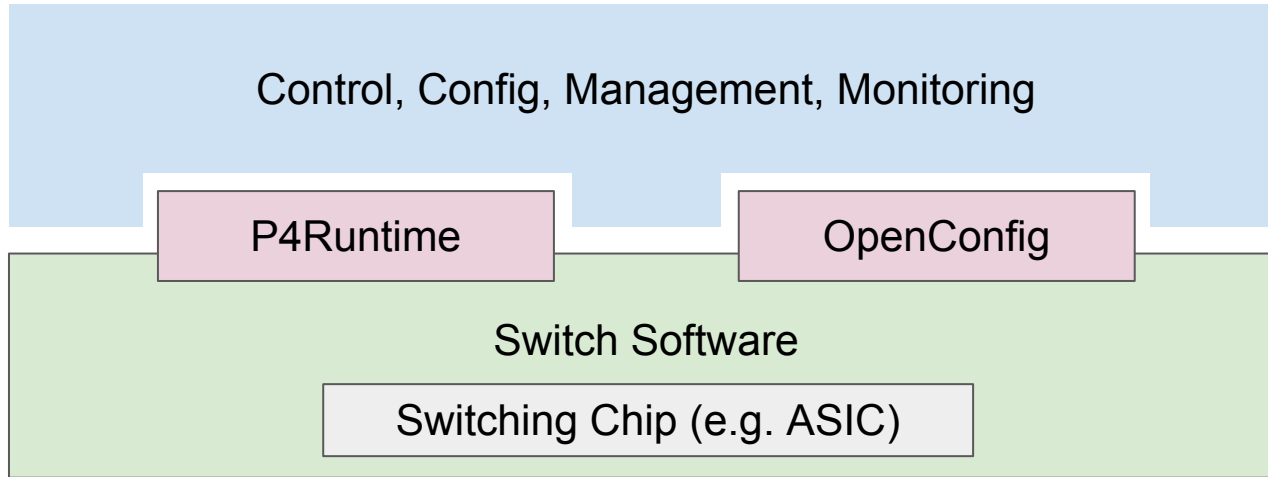 Control, Config, Management, Monitoring
P4Runtime
OpenConfig
Switch Software
Switching Chip (e.g. ASIC)